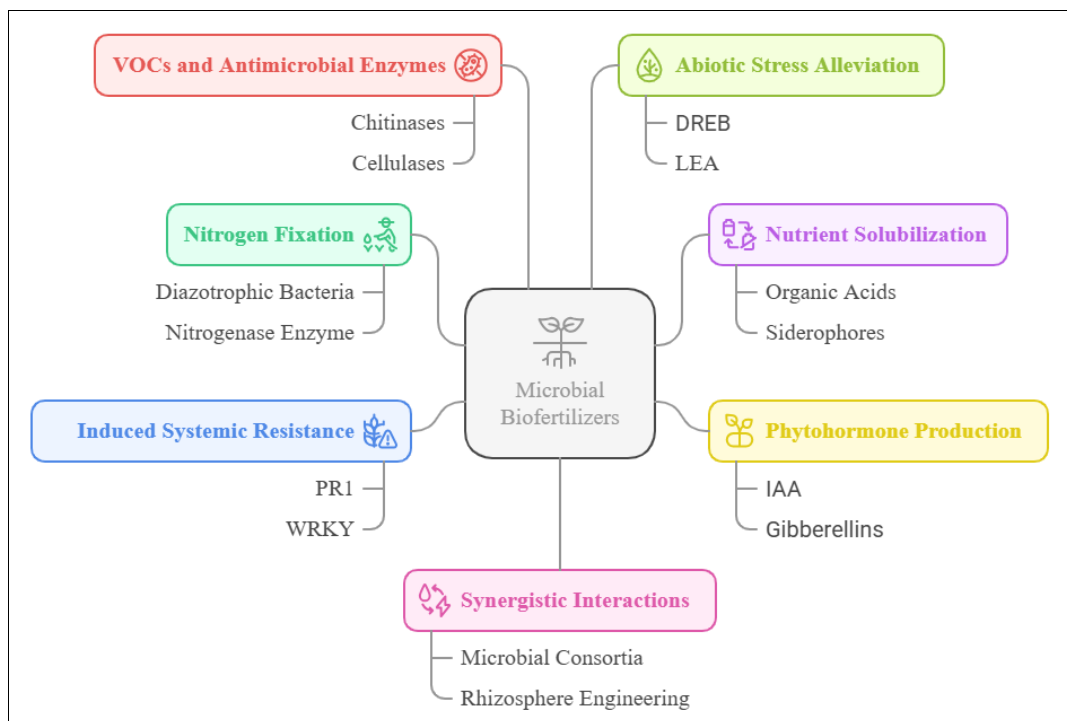 VOCs and Antimicrobial Enzymes
Chitinases
Cellulases
Abiotic Stress Alleviation
DREB
LEA
Nitrogen Fixation
Diazotrophic Bacteria
Nitrogenase Enzyme
Nutrient Solubilization
Organic Acids
Siderophores
Microbial
Biofertilizers
Induced Systemic Resistance
PR1
WRKY
Phytohormone Production
IAA
Gibberellins
Synergistic Interactions
Microbial Consortia
Rhizosphere Engineering